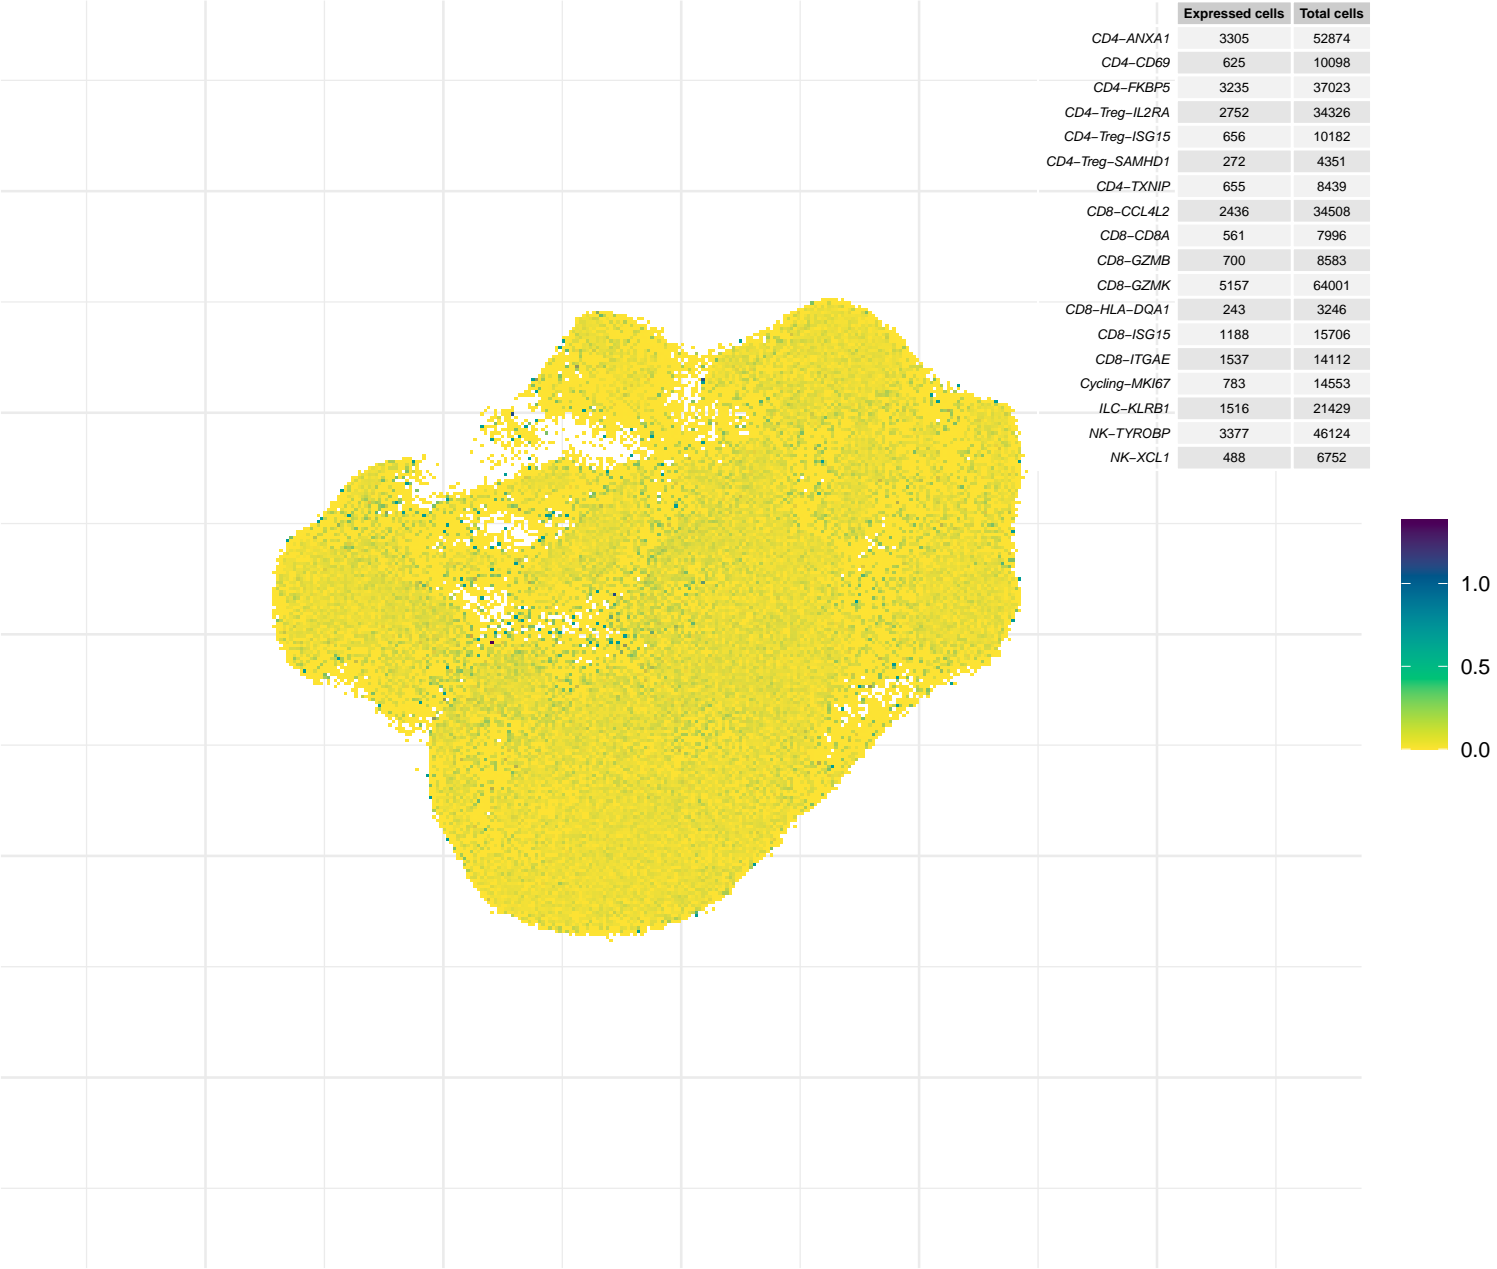 Expressed cells Total cells
CD4−ANXA1 3305 52874
CD4−CD69 625 10098
CD4−FKBP5 3235 37023
CD4−Treg−IL2RA 2752 34326
CD4−Treg−ISG15 656 10182
CD4−Treg−SAMHD1 272 4351
CD4−TXNIP 655 8439
CD8−CCL4L2 2436 34508
CD8−CD8A 561 7996
CD8−GZMB 700 8583
CD8−GZMK 5157 64001
CD8−HLA−DQA1 243 3246
CD8−ISG15 1188 15706
CD8−ITGAE 1537 14112
Cycling−MKI67 783 14553
ILC−KLRB1 1516 21429
NK−TYROBP 3377 46124
NK−XCL1 488 6752
1.0
0.5
0.0